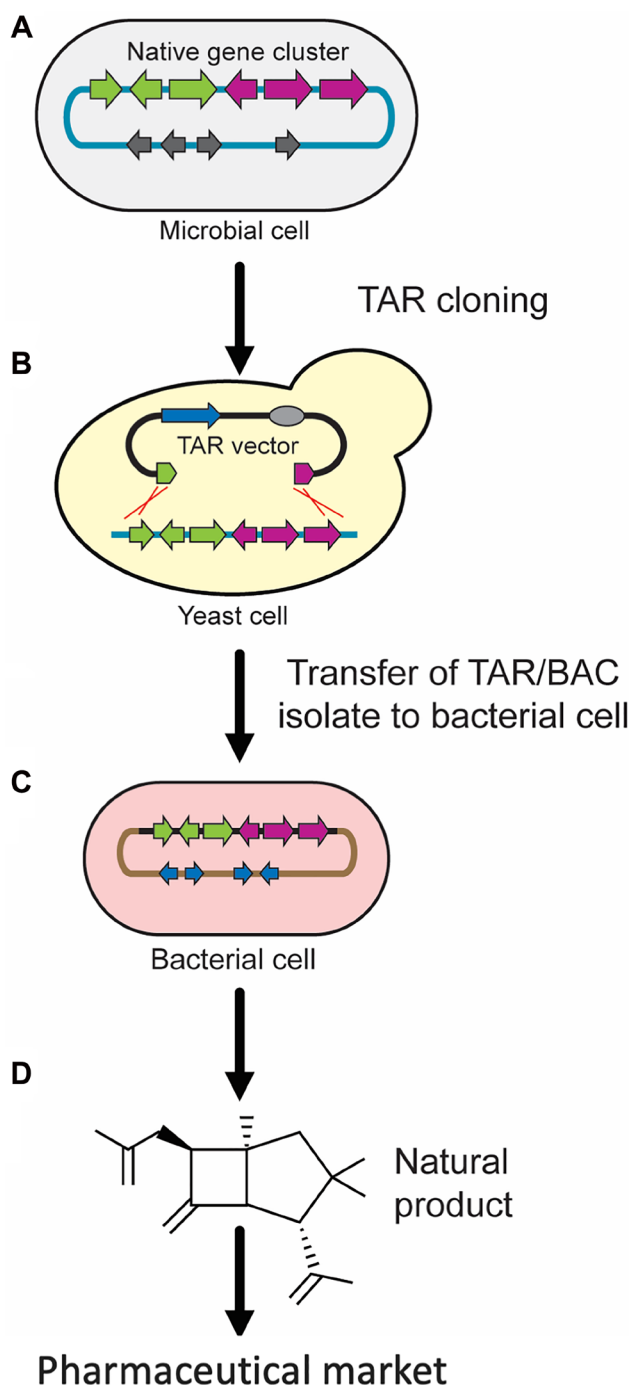 A
Native gene cluster
Microbial cell
TAR cloning
B
TAR vector
Yeast cell
Transfer of TAR/BAC
isolate to bacterial cell
C
Bacterial cell
D
Natural
product
Pharmaceutical market